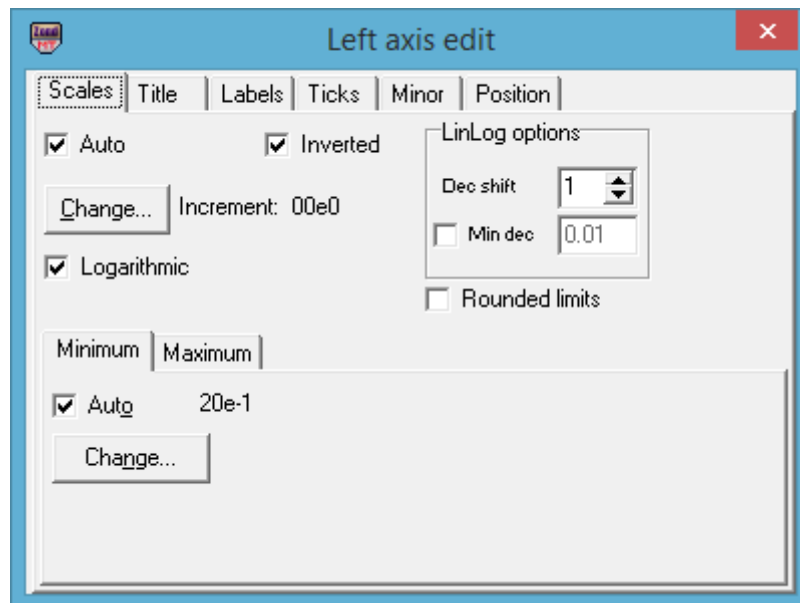 Left axis edit
Scales Title Labels Ticks Minor Position
Auto Inverted LinLog options
Dec shift 1
Change... Increment: 00e0
Min dec 0.01
Logarithmic
Rounded limits
Minimum Maximum
Auto 20e-1
Change...